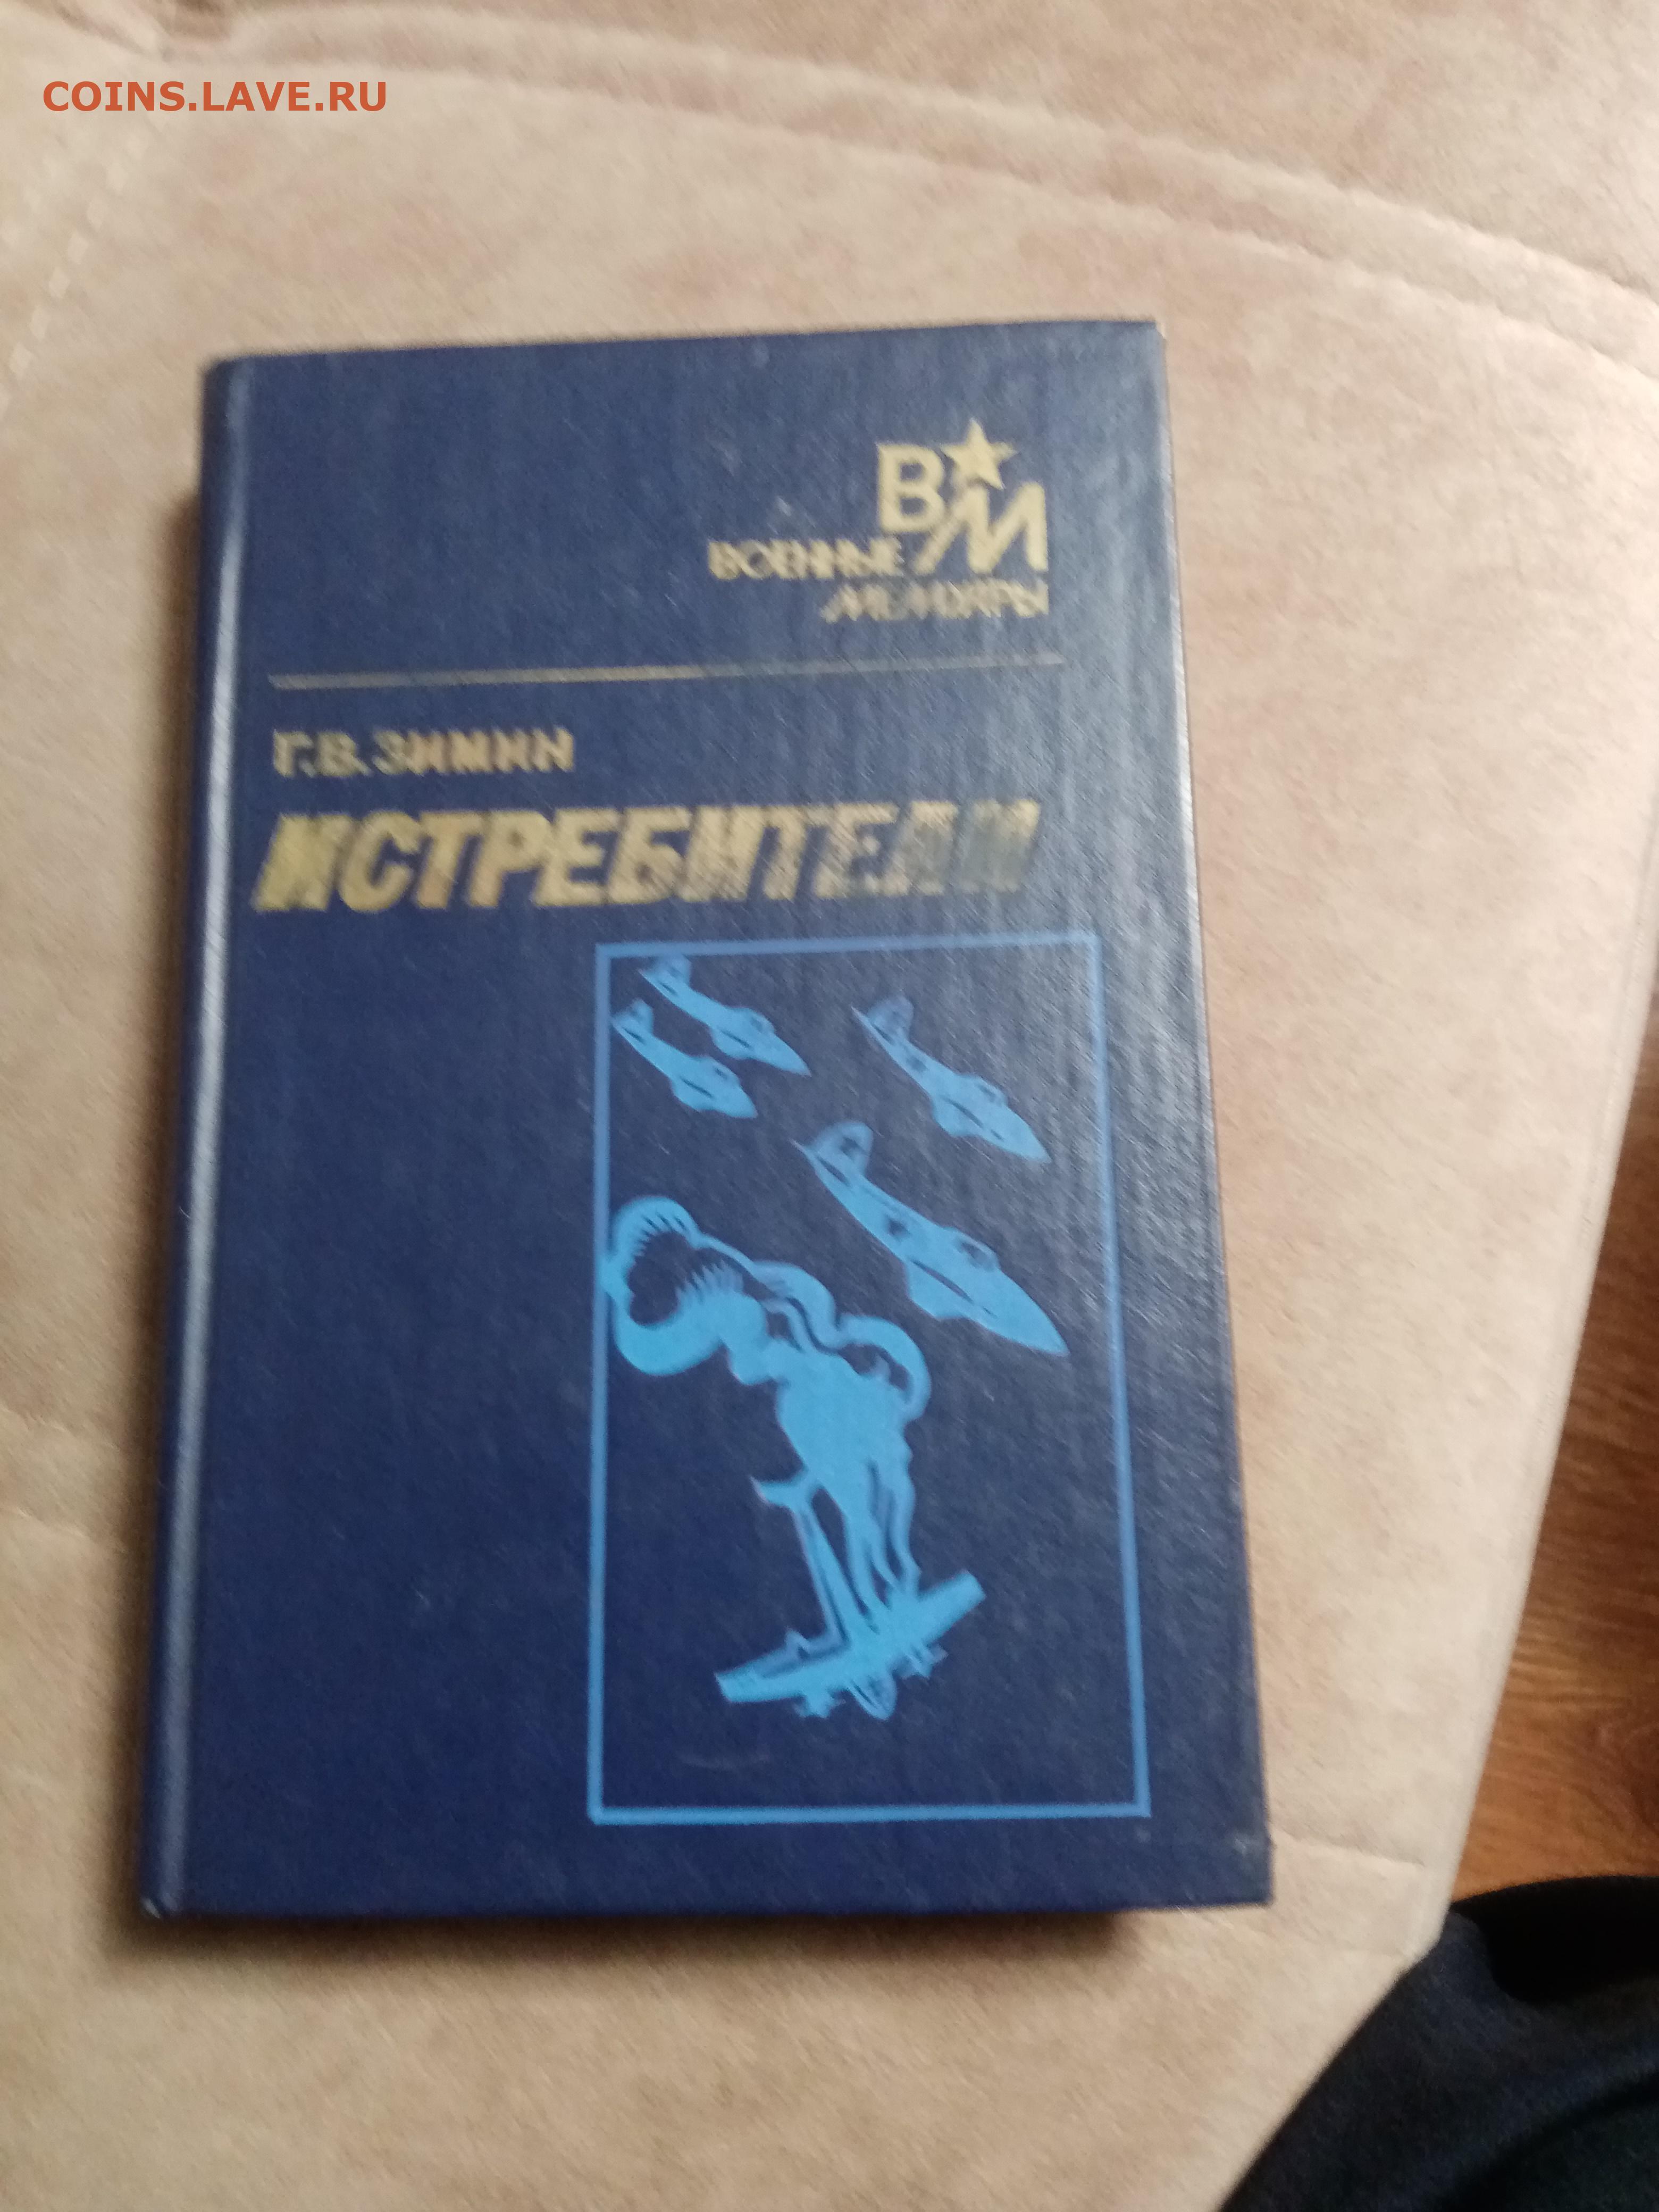 COINS.LAVE.RU
ВМ
ВОЕННЫЕ
МЕМУАРЫ
Г.В.ЗИМИН
ИСТРЕБИТЕЛИ